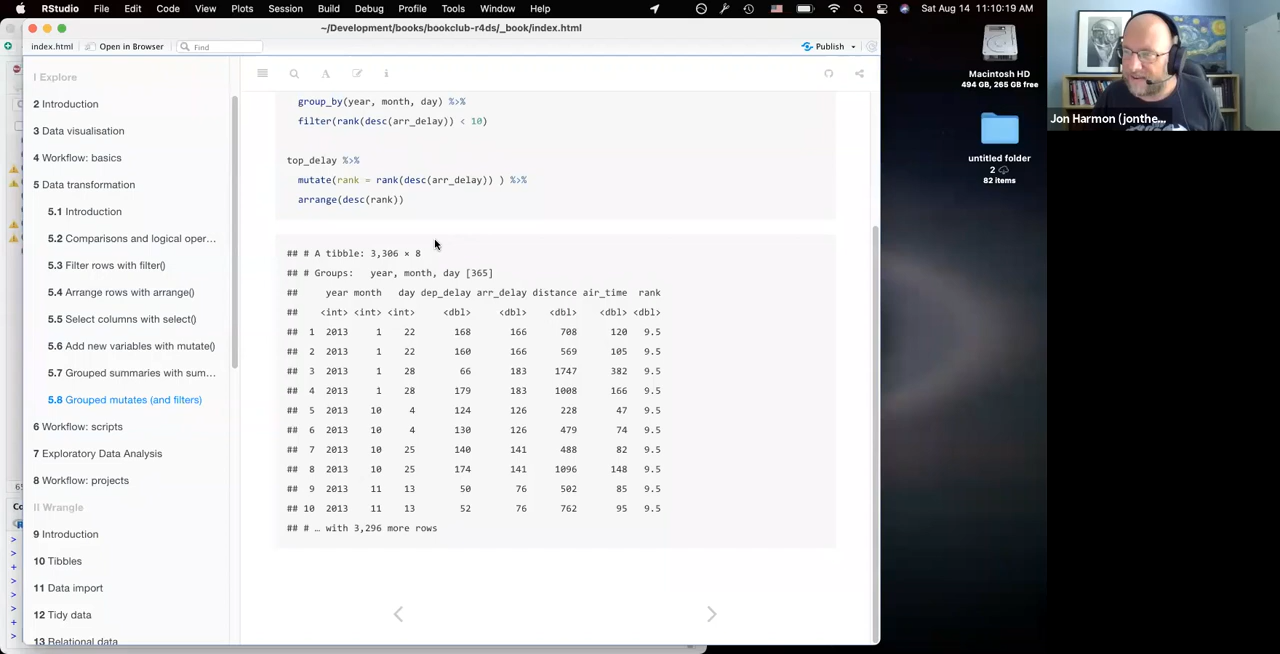 RStudio File Edit Code View Plots Session Build Debug Profile Tools Window Help Sat Aug 14 11:10:19 AM
~/Development/books/bookclub-r4ds/_book/index.html
index.html Open in Browser Find Publish
I Explore
2 Introduction
3 Data visualisation
4 Workflow: basics
5 Data transformation
5.1 Introduction
5.2 Comparisons and logical oper…
5.3 Filter rows with filter()
5.4 Arrange rows with arrange()
5.5 Select columns with select()
5.6 Add new variables with mutate()
5.7 Grouped summaries with sum…
5.8 Grouped mutates (and filters)
6 Workflow: scripts
7 Exploratory Data Analysis
8 Workflow: projects
II Wrangle
9 Introduction
10 Tibbles
11 Data import
12 Tidy data
13 Relational data
group_by(year, month, day) %>%
filter(rank(desc(arr_delay)) < 10)
top_delay %>%
mutate(rank = rank(desc(arr_delay)) ) %>%
arrange(desc(rank))
## # A tibble: 3,306 × 8
## # Groups: year, month, day [365]
## year month day dep_delay arr_delay distance air_time rank
## <int> <int> <int> <dbl> <dbl> <dbl> <dbl> <dbl>
## 1 2013 1 22 168 166 708 120 9.5
## 2 2013 1 22 160 166 569 105 9.5
## 3 2013 1 28 66 183 1747 382 9.5
## 4 2013 1 28 179 183 1008 166 9.5
## 5 2013 10 4 124 126 228 47 9.5
## 6 2013 10 4 130 126 479 74 9.5
## 7 2013 10 25 140 141 488 82 9.5
## 8 2013 10 25 174 141 1096 148 9.5
## 9 2013 11 13 50 76 502 85 9.5
## 10 2013 11 13 52 76 762 95 9.5
## # … with 3,296 more rows
Macintosh HD
494 GB, 265 GB free
untitled folder
2
82 items
Jon Harmon (jonthe...